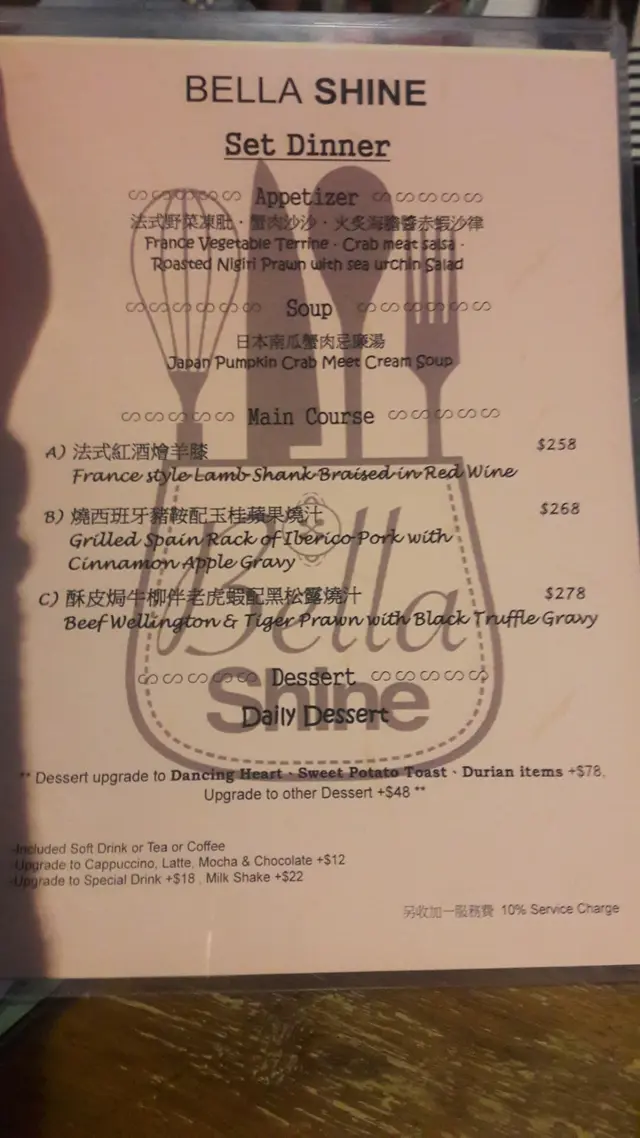 BELLA SHINE
Set Dinner
Appetizer
法式野菜凍批·蟹肉沙沙·火炙海膽醬赤蝦沙律
France Vegetable Terrine · Crab meat salsa ·
Roasted Nigiri Prawn with sea urchin Salad
Soup
日本南瓜蟹肉忌廉湯
Japan Pumpkin Crab Meet Cream Soup
Main Course
A) 法式紅酒燴羊膝 $258
France style Lamb Shank Braised in Red Wine
B) 燒西班牙豬鞍配玉桂蘋果燒汁 $268
Grilled Spain Rack of Iberico Pork with
Cinnamon Apple Gravy
C) 酥皮焗牛柳伴老虎蝦配黑松露燒汁 $278
Beef Wellington & Tiger Prawn with Black Truffle Gravy
Bella
Shine
Dessert
Daily Dessert
** Dessert upgrade to Dancing Heart · Sweet Potato Toast · Durian items +$78,
Upgrade to other Dessert +$48 **
-Included Soft Drink or Tea or Coffee
-Upgrade to Cappuccino, Latte, Mocha & Chocolate +$12
-Upgrade to Special Drink +$18 , Milk Shake +$22
另收加一服務費 10% Service Charge